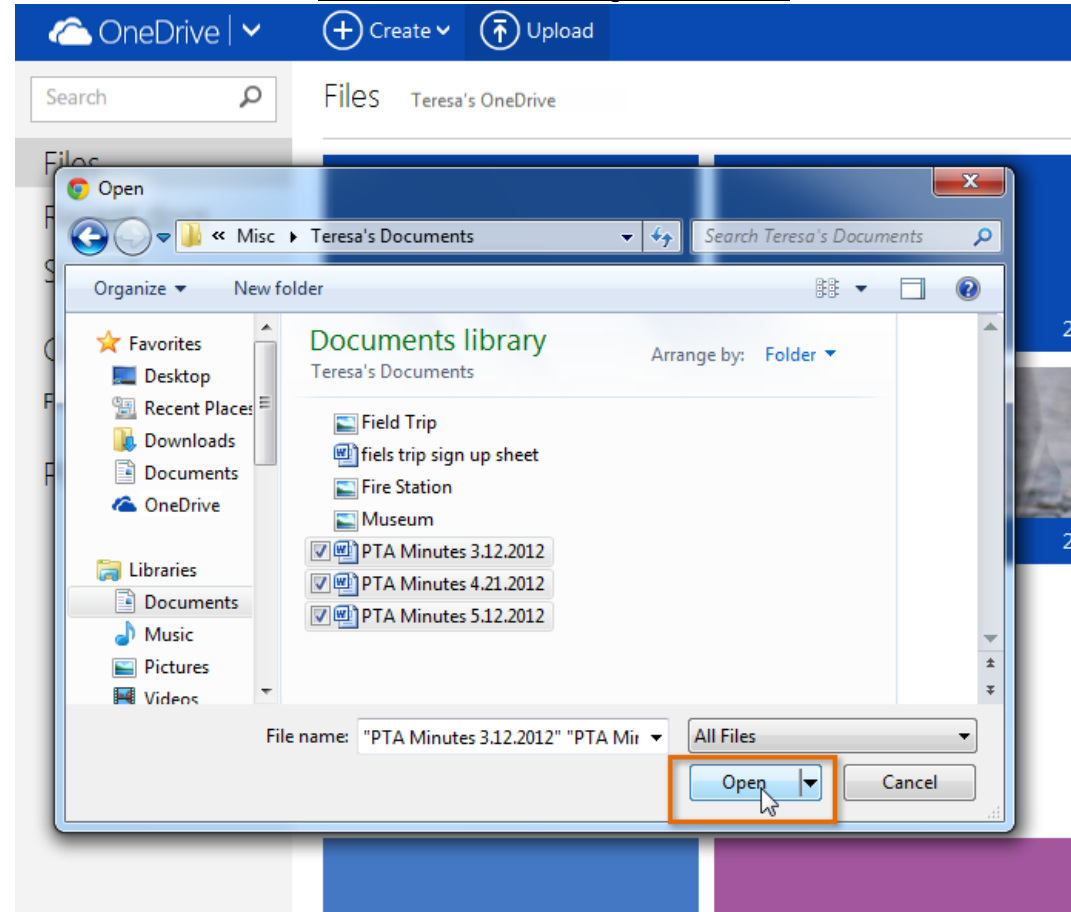 OneDrive
Create
Upload
Search
Files Teresa's OneDrive
Files
Open
« Misc Teresa's Documents
Search Teresa's Documents
Organize New folder
Favorites
Desktop
Recent Places
Downloads
Documents
OneDrive
Libraries
Documents
Music
Pictures
Videos
Documents library
Teresa's Documents
Arrange by: Folder
Field Trip
fiels trip sign up sheet
Fire Station
Museum
PTA Minutes 3.12.2012
PTA Minutes 4.21.2012
PTA Minutes 5.12.2012
File name: "PTA Minutes 3.12.2012" "PTA
All Files
Open Cancel
2
2